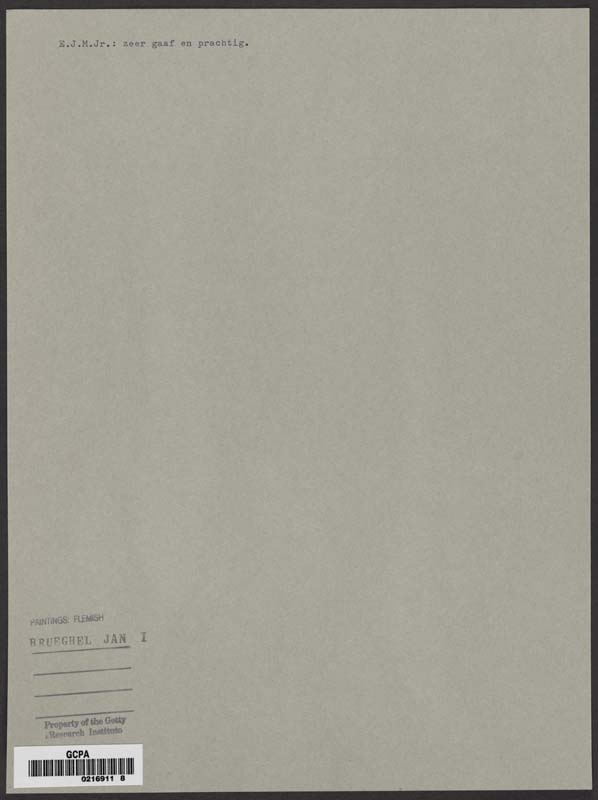 E.J.M.Jr.: zeer gaaf en prachtig.
PAINTINGS: FLEMISH
BRUEGHEL JAN I
Property of the Getty
Research Institute
GCPA
0216911 8